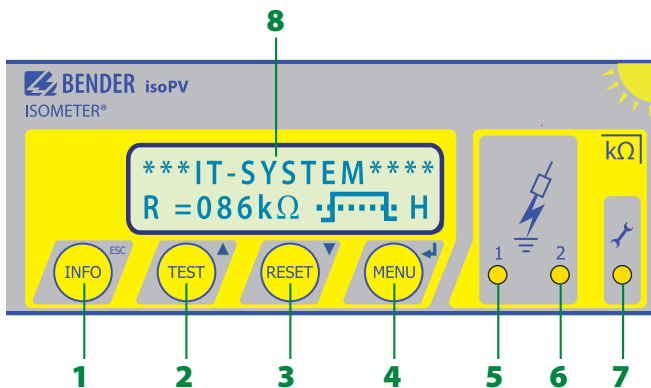 8
BENDER isoPV
ISOMETER®
kΩ
***IT-SYSTEM****
R =086kΩ H
ESC
INFO
TEST
RESET
MENU
1 2
1 2 3 4 5 6 7